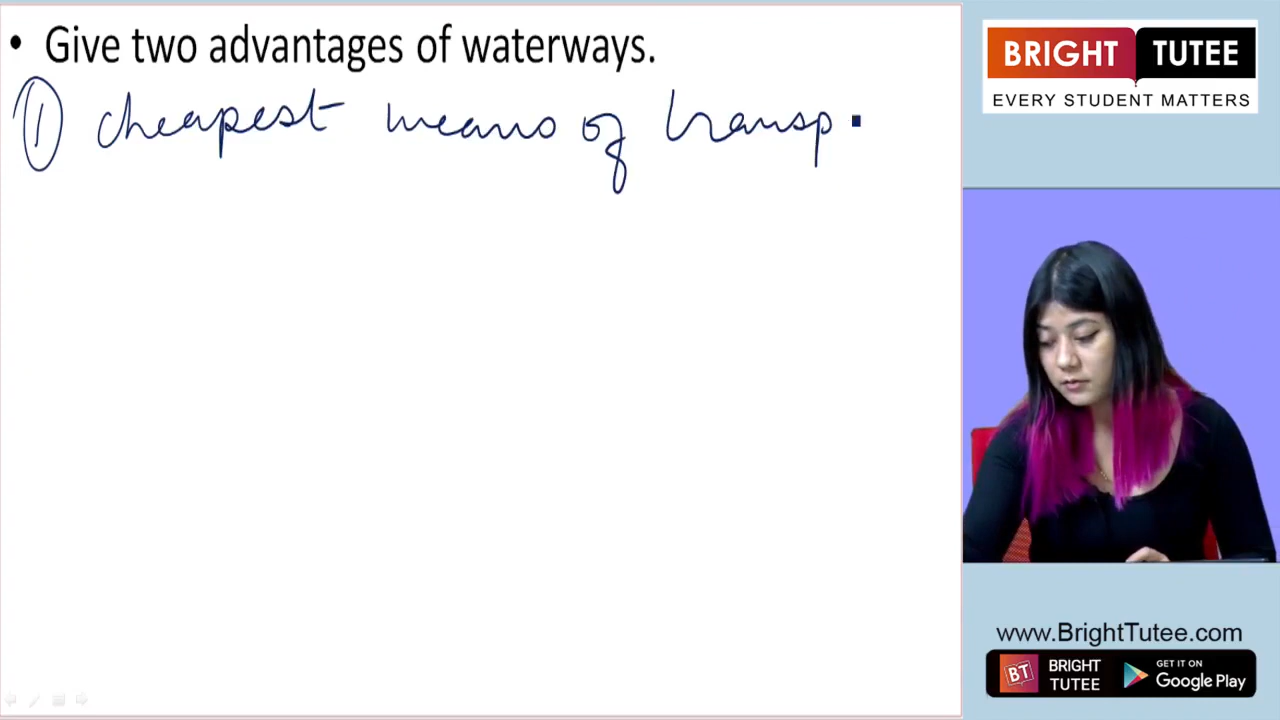 • Give two advantages of waterways.
① cheapest means of transp
BRIGHT TUTEE
EVERY STUDENT MATTERS
www.BrightTutee.com
BT BRIGHT TUTEE
GET IT ON Google Play